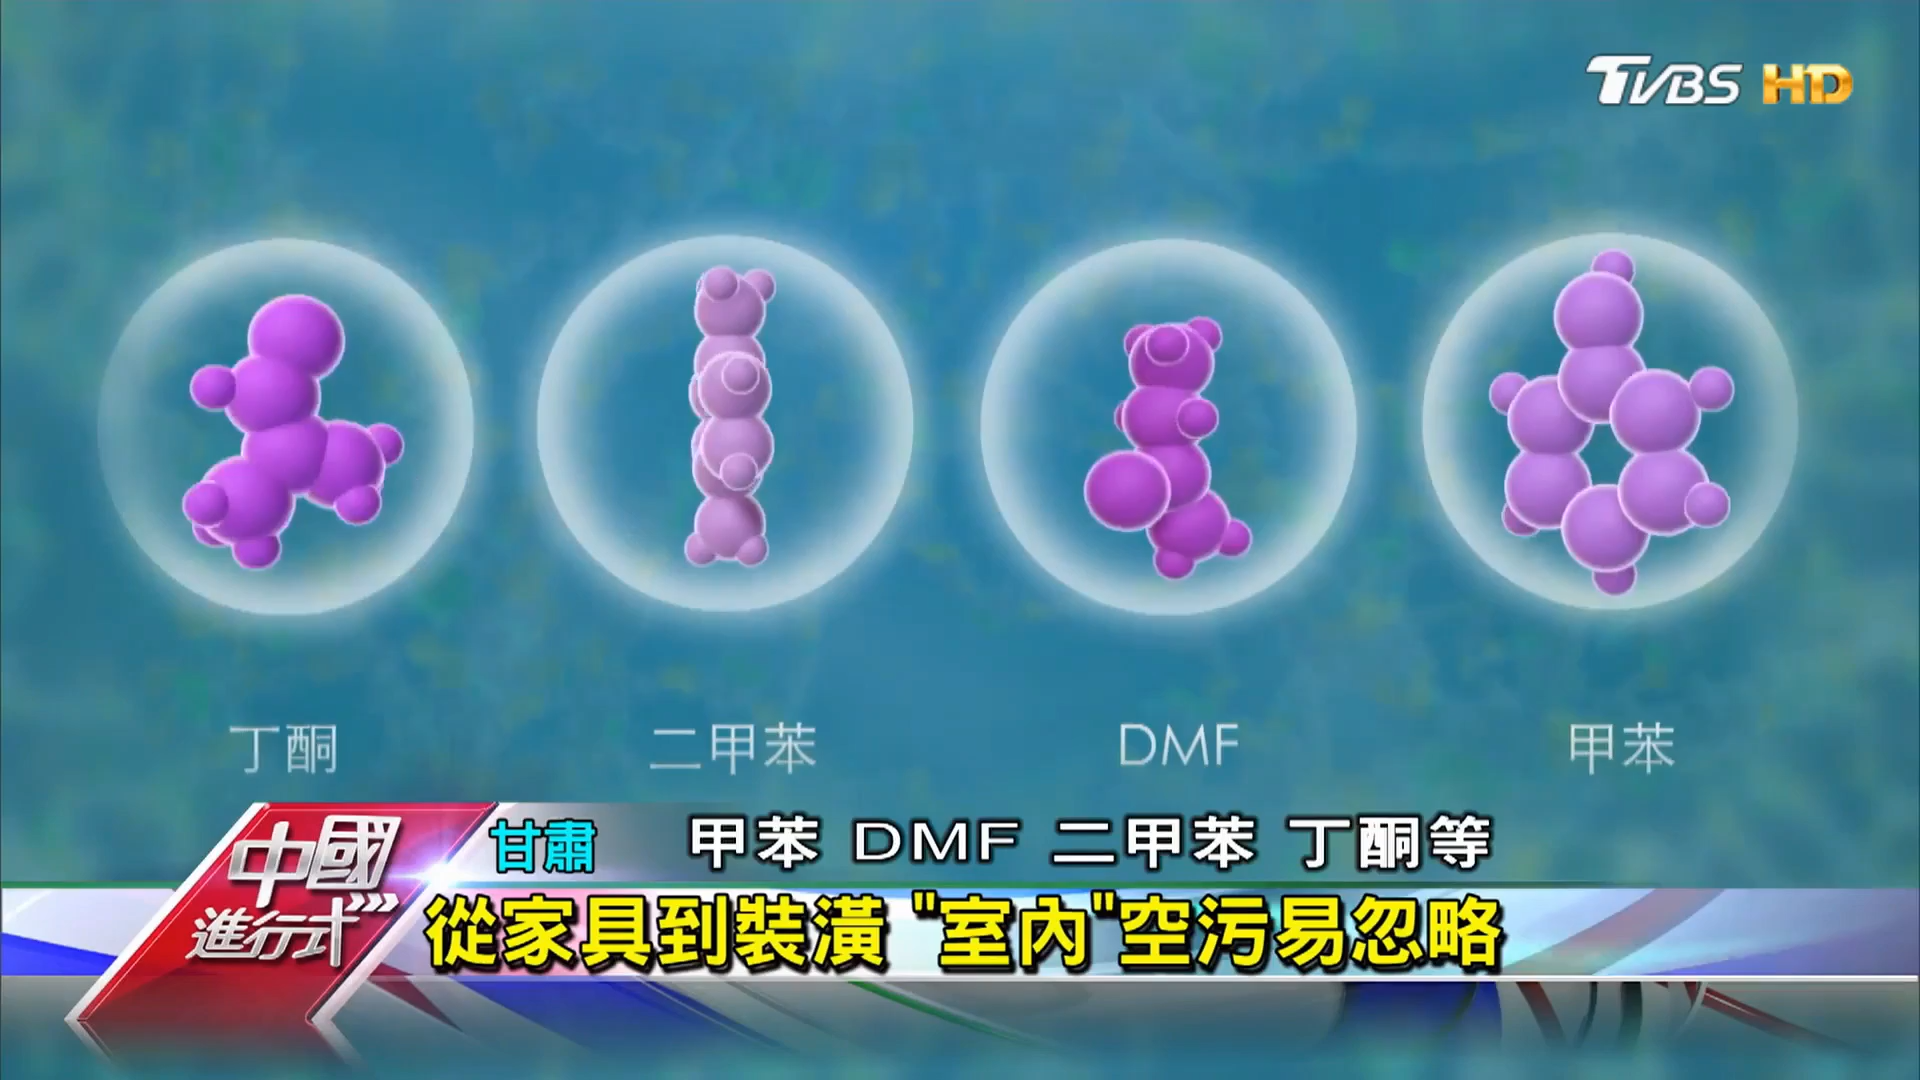 TVBS HD
丁酮
二甲苯
DMF
甲苯
中國進行式
甘肅
甲苯 DMF 二甲苯 丁酮等
從家具到裝潢 "室內"空污易忽略